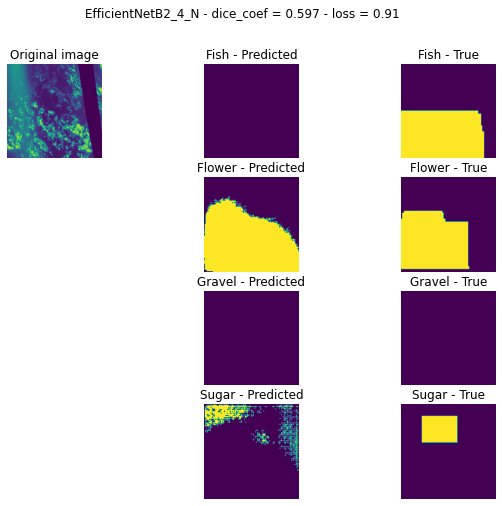 EfficientNetB2_4_N - dice_coef = 0.597 - loss = 0.91
Original image
Fish - Predicted
Fish - True
Flower - Predicted
Flower - True
Gravel - Predicted
Gravel - True
Sugar - Predicted
Sugar - True